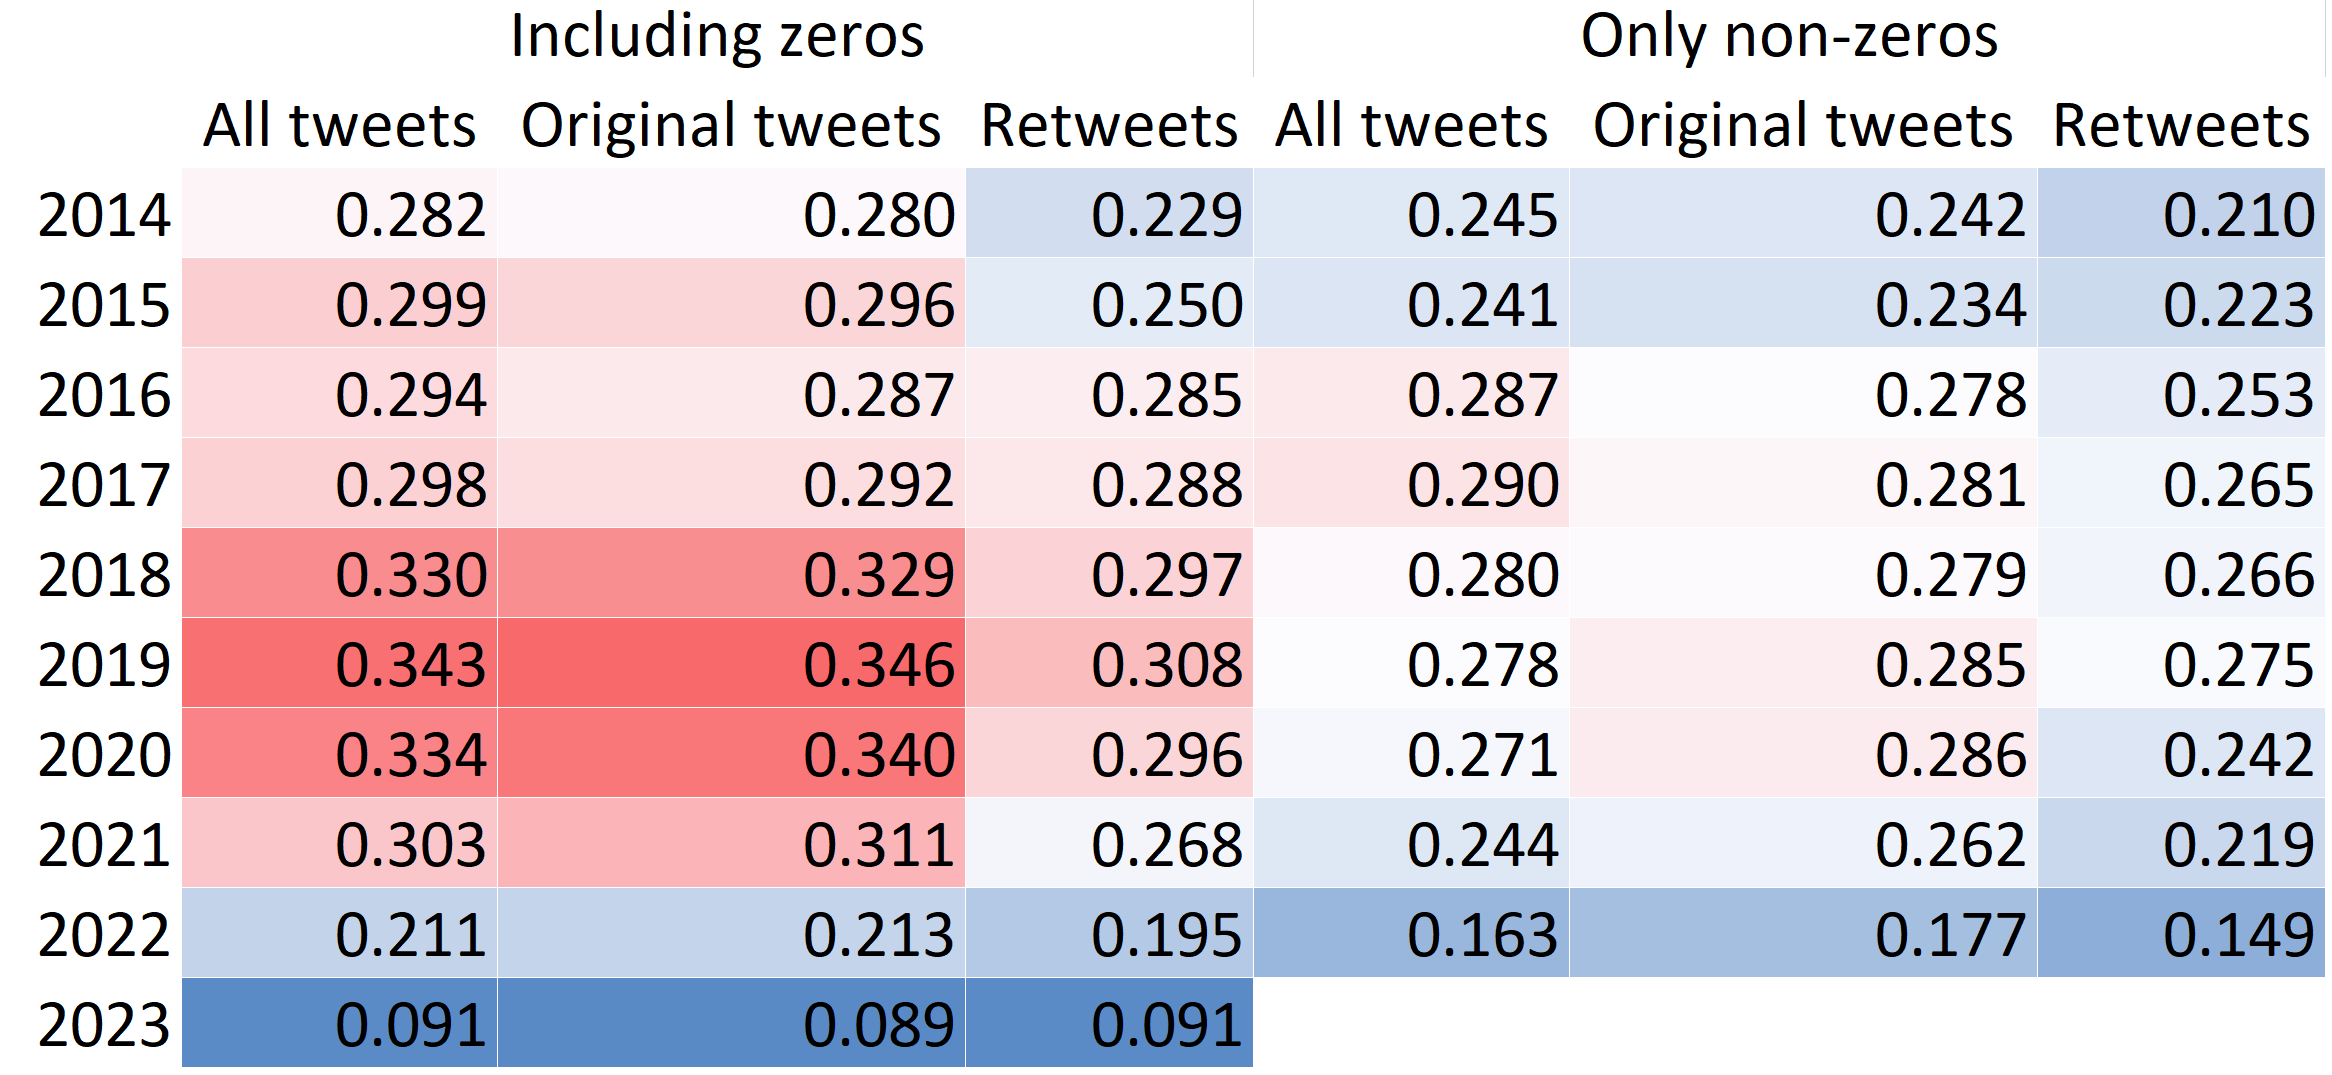 Including zeros Only non-zeros
All tweets Original tweets Retweets All tweets Original tweets Retweets
2014 0.282 0.280 0.229 0.245 0.242 0.210
2015 0.299 0.296 0.250 0.241 0.234 0.223
2016 0.294 0.287 0.285 0.287 0.278 0.253
2017 0.298 0.292 0.288 0.290 0.281 0.265
2018 0.330 0.329 0.297 0.280 0.279 0.266
2019 0.343 0.346 0.308 0.278 0.285 0.275
2020 0.334 0.340 0.296 0.271 0.286 0.242
2021 0.303 0.311 0.268 0.244 0.262 0.219
2022 0.211 0.213 0.195 0.163 0.177 0.149
2023 0.091 0.089 0.091